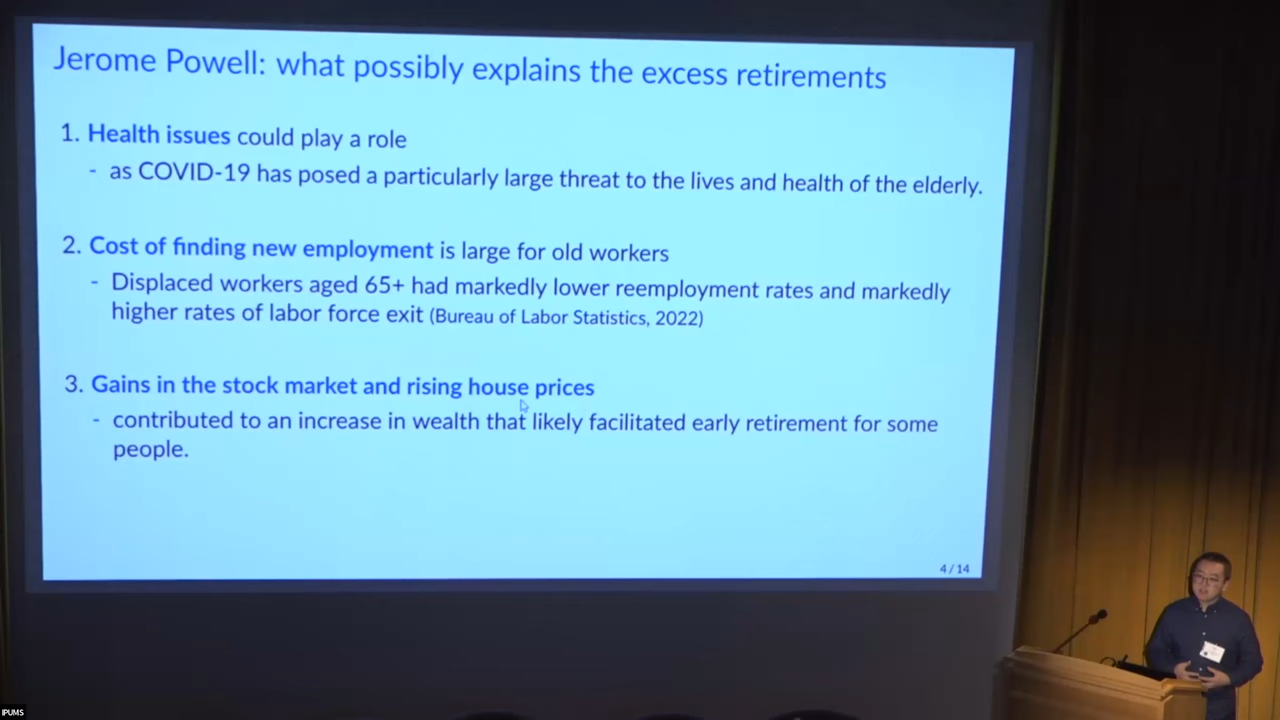 Jerome Powell: what possibly explains the excess retirements
1. Health issues could play a role
- as COVID-19 has posed a particularly large threat to the lives and health of the elderly.
2. Cost of finding new employment is large for old workers
- Displaced workers aged 65+ had markedly lower reemployment rates and markedly
higher rates of labor force exit (Bureau of Labor Statistics, 2022)
3. Gains in the stock market and rising house prices
- contributed to an increase in wealth that likely facilitated early retirement for some
people.
4 / 14
IPUMS